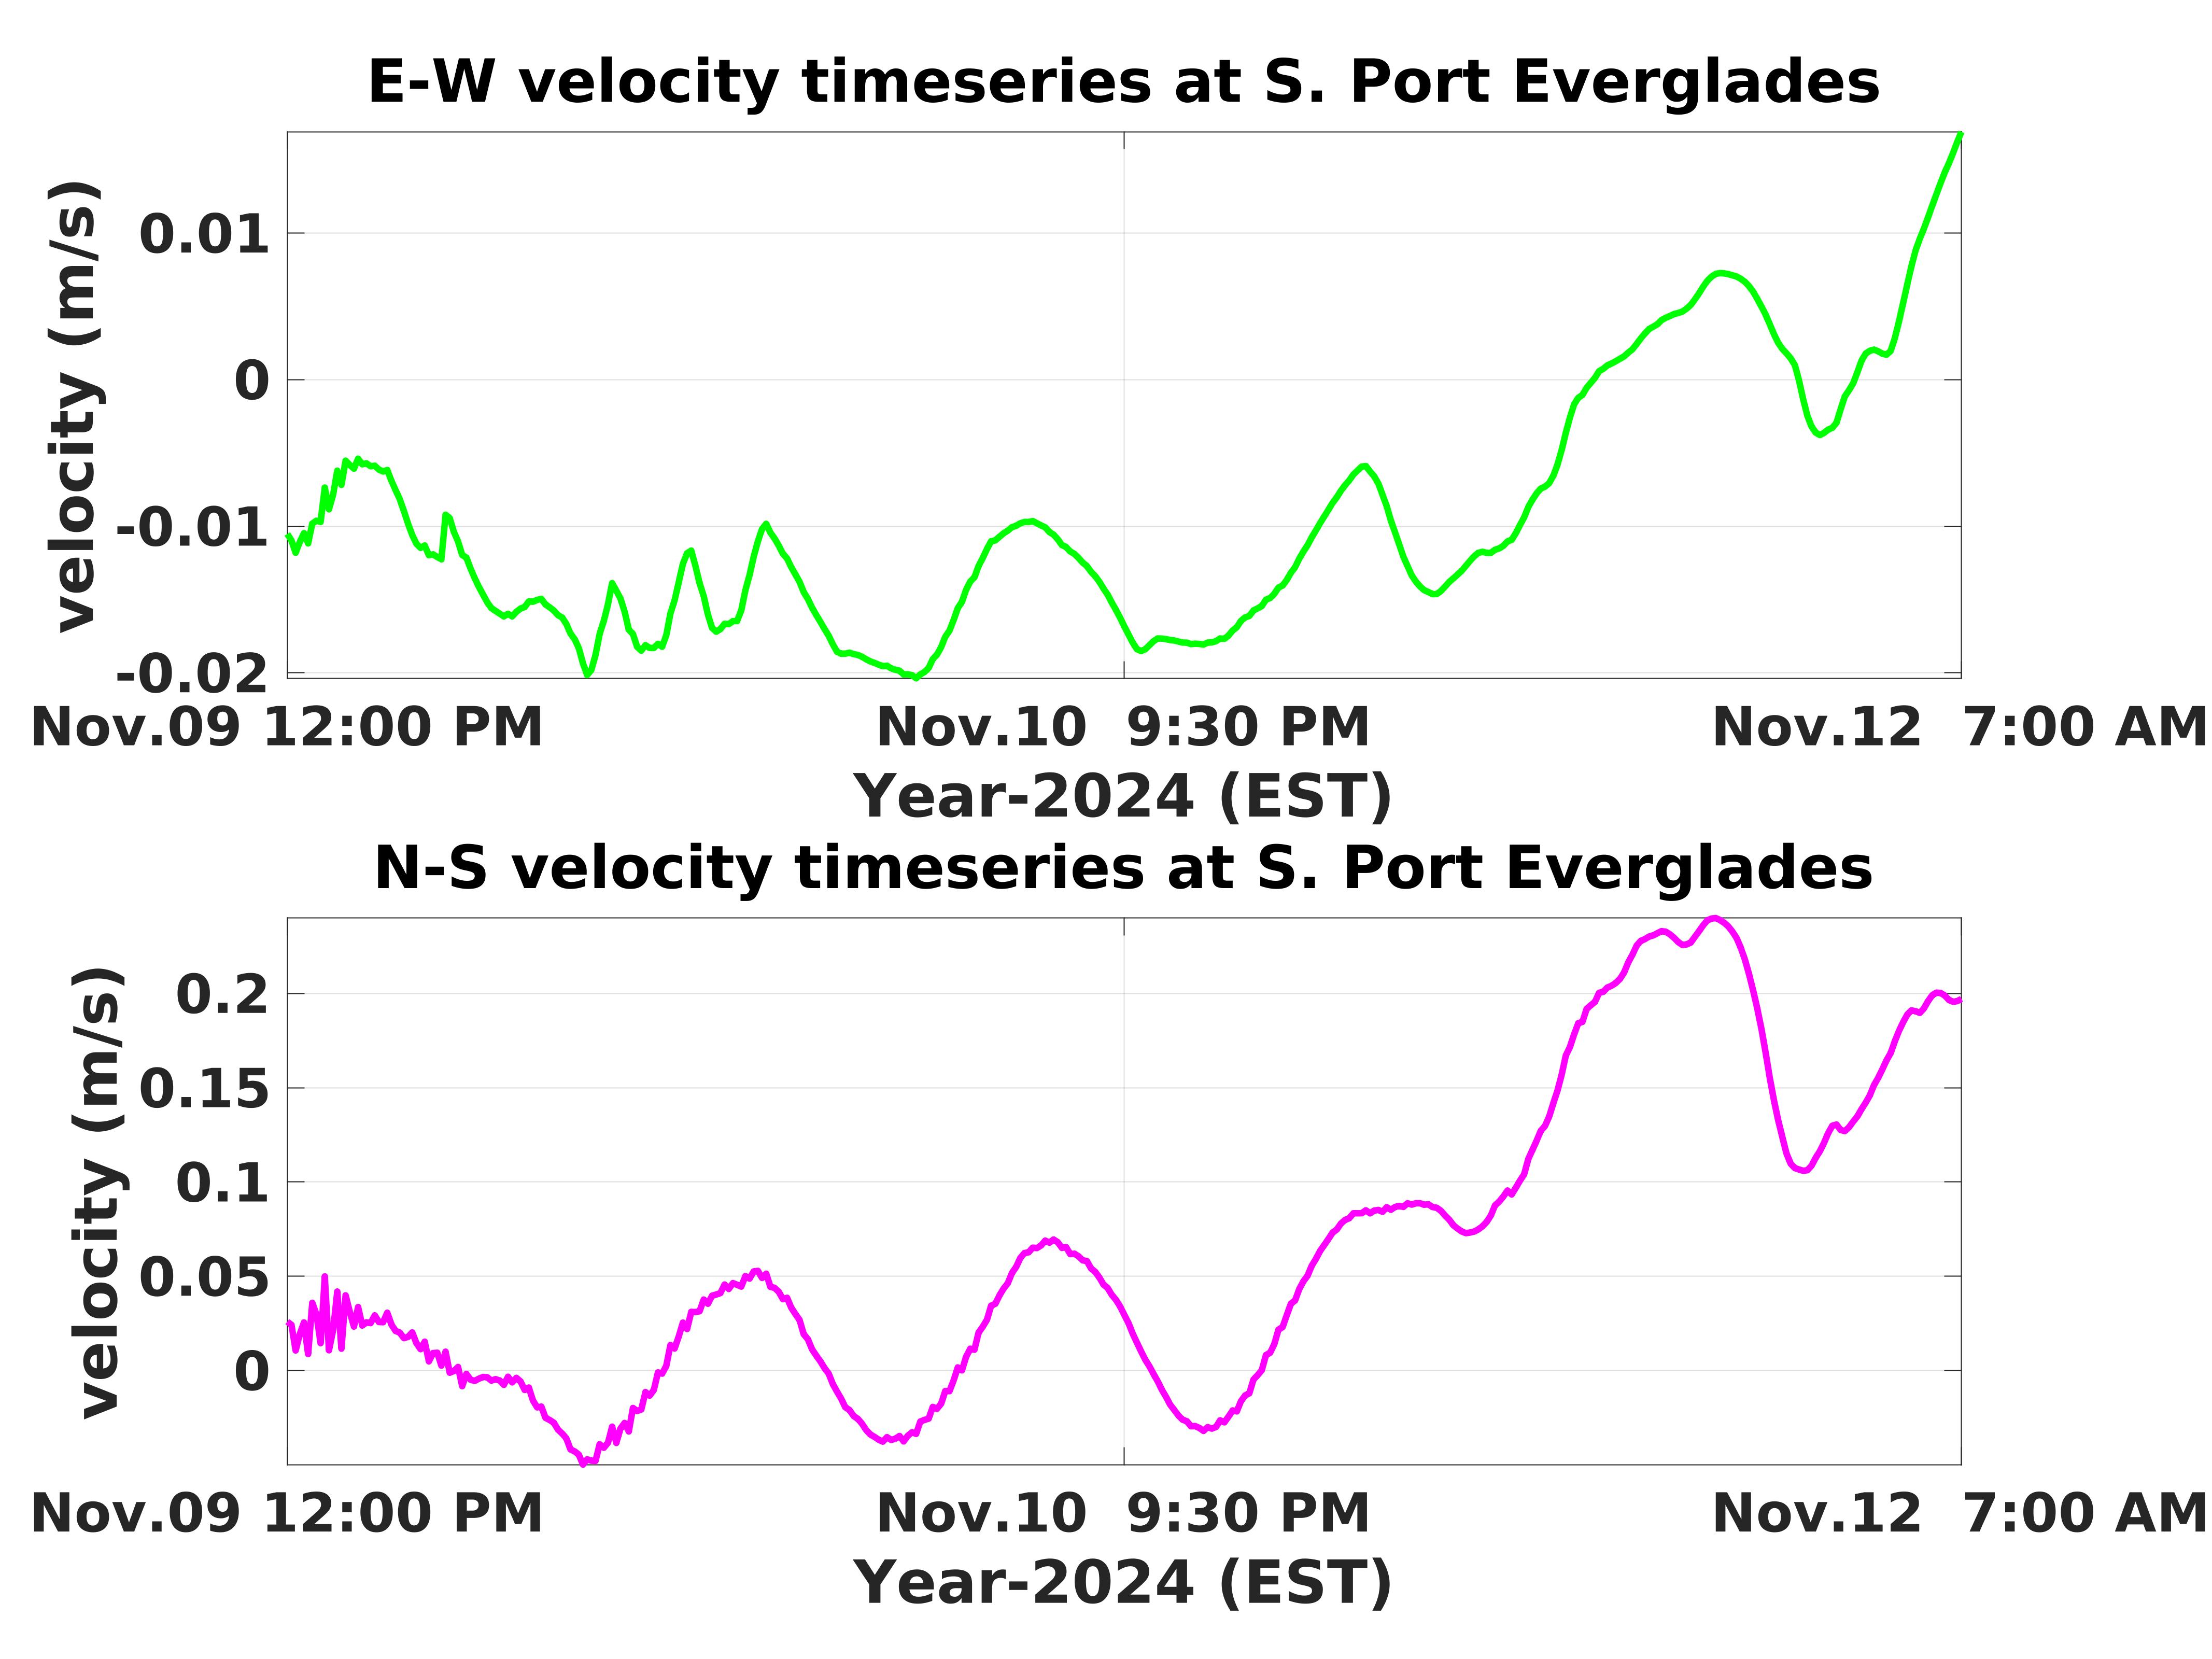 E-W velocity timeseries at S. Port Everglades
velocity (m/s)
0.01
0
-0.01
-0.02
Nov.09 12:00 PM Nov.10  9:30 PM Nov.12  7:00 AM
Year-2024 (EST)
N-S velocity timeseries at S. Port Everglades
velocity (m/s)
0.2
0.15
0.1
0.05
0
Nov.09 12:00 PM Nov.10  9:30 PM Nov.12  7:00 AM
Year-2024 (EST)